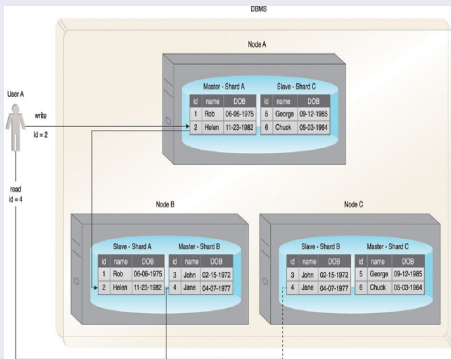 DBMS
Node A
User A
Master - Shard A Slave - Shard C
id name DOB id name DOB
1 Rob 06-06-1975 5 George 09-12-1985
write
2 Helen 11-23-1982 6 Chuck 05-03-1964
id = 2
read
id = 4
Node B Node C
Slave - Shard A Master - Shard B Slave - Shard B Master - Shard C
id name DOB id name DOB id name DOB id name DOB
1 Rob 06-06-1975 3 John 02-15-1972 3 John 02-15-1972 5 George 09-12-1985
2 Helen 11-23-1982 4 Jane 04-07-1977 4 Jane 04-07-1977 6 Chuck 05-03-1964